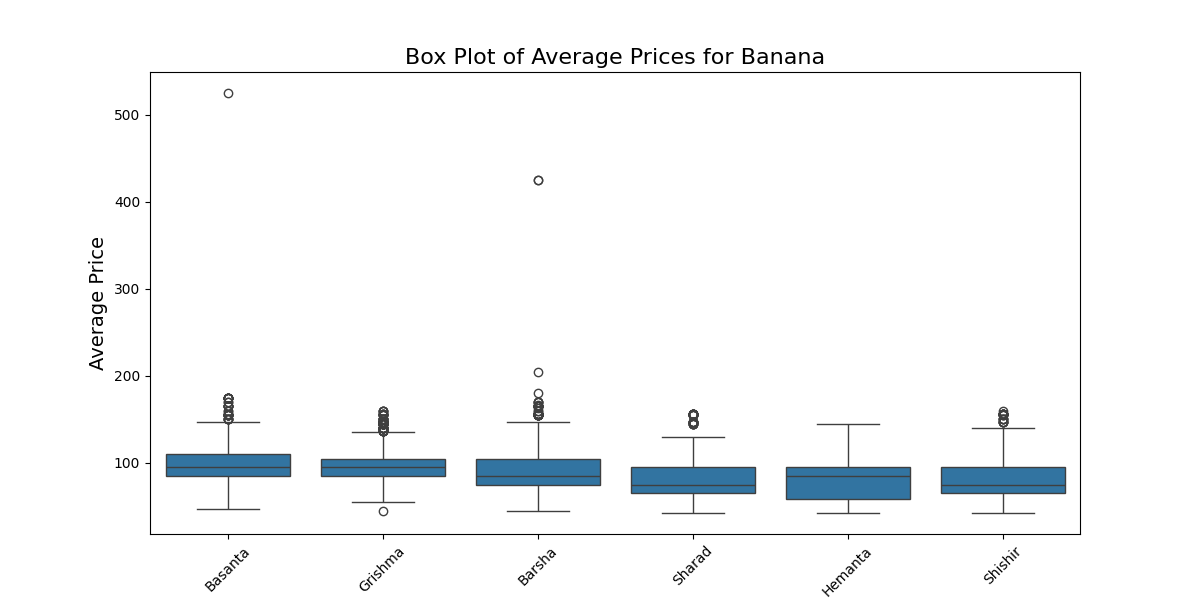 Box Plot of Average Prices for Banana
Average Price
500
400
300
200
100
Basanta
Grishma
Barsha
Sharad
Hemanta
Shishir